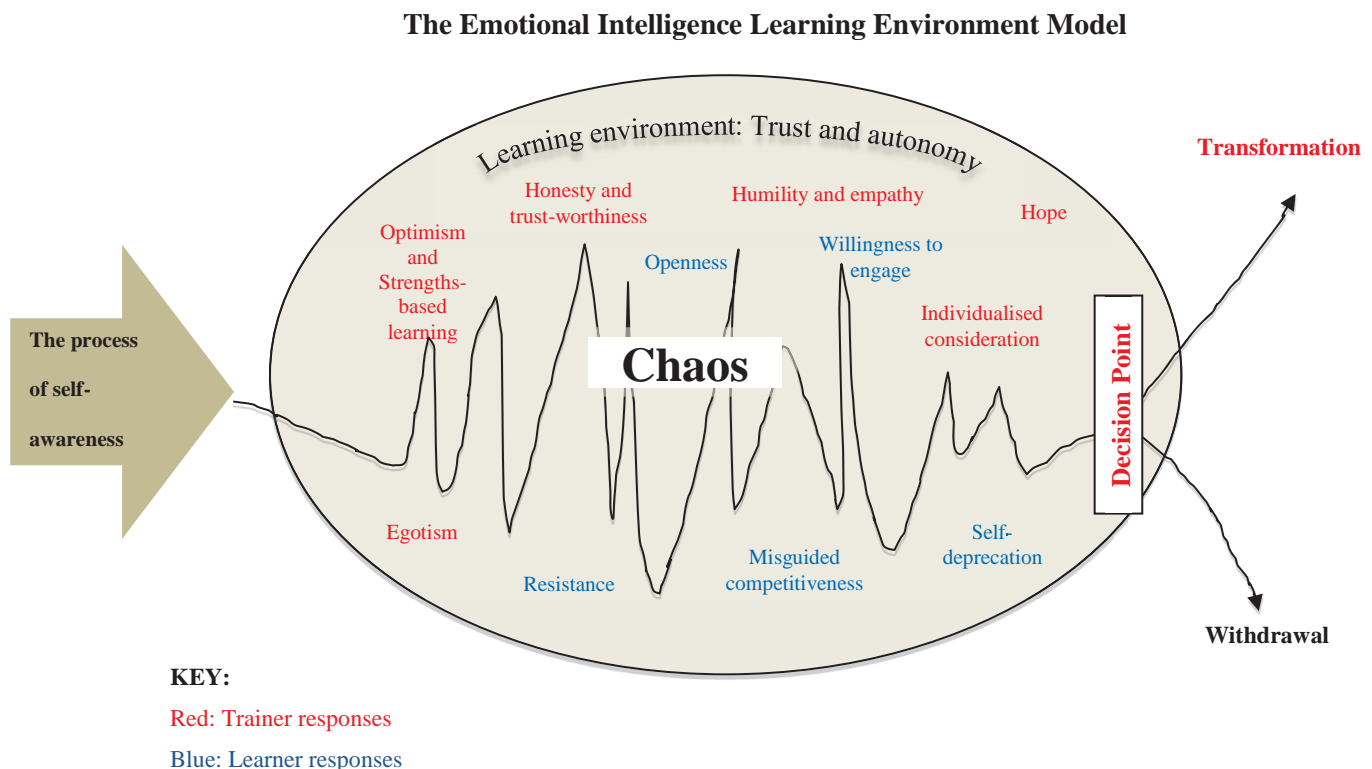 The Emotional Intelligence Learning Environment Model
Learning environment: Trust and autonomy
Transformation
Honesty and
trust-worthiness
Humility and empathy
Hope
Optimism
and
Strengths-
based
learning
Openness
Willingness to
engage
Individualised
consideration
The process
of self-
awareness
Chaos
Decision Point
Egotism
Resistance
Misguided
competitiveness
Self-
deprecation
Withdrawal
KEY:
Red: Trainer responses
Blue: Learner responses